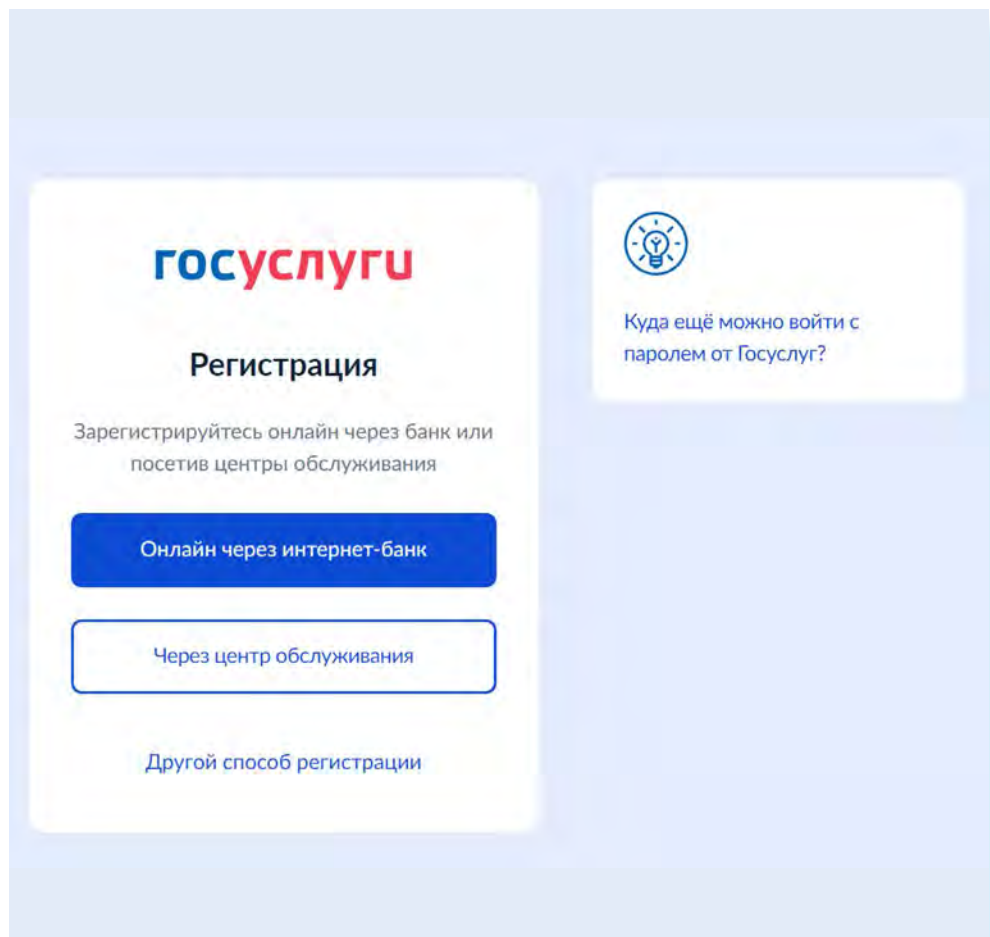 госуслуги
Регистрация
Зарегистрируйтесь онлайн через банк или
посетив центры обслуживания
Онлайн через интернет-банк
Через центр обслуживания
Другой способ регистрации
Куда ещё можно войти с
паролем от Госуслуг?